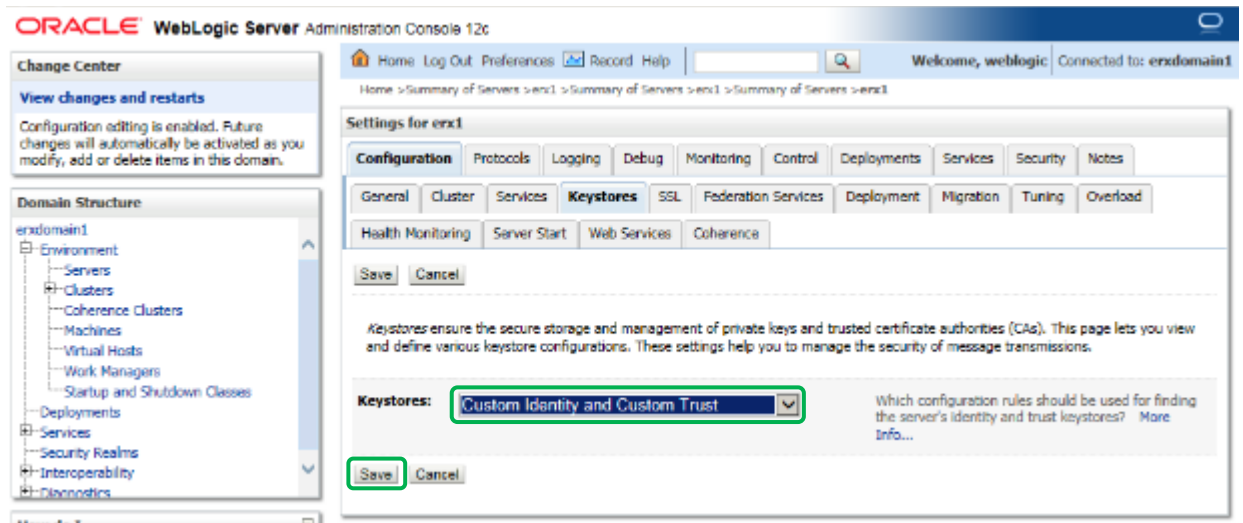 ORACLE WebLogic Server Administration Console 12c
Change Center
View changes and restarts
Configuration editing is enabled. Future
changes will automatically be activated as you
modify, add or delete items in this domain.
Domain Structure
erxdomain1
Environment
Servers
Clusters
Coherence Clusters
Machines
Virtual Hosts
Work Managers
Startup and Shutdown Classes
Deployments
Services
Security Realms
Interoperability
Diagnostics
Home Log Out Preferences Record Help
Welcome, weblogic Connected to: erxdomain1
Home >Summary of Servers >erx1 >Summary of Servers >erx1 >Summary of Servers >erx1
Settings for erx1
Configuration Protocols Logging Debug Monitoring Control Deployments Services Security Notes
General Cluster Services Keystores SSL Federation Services Deployment Migration Tuning Overload
Health Monitoring Server Start Web Services Coherence
Save Cancel
Keystores ensure the secure storage and management of private keys and trusted certificate authorities (CAs). This page lets you view
and define various keystore configurations. These settings help you to manage the security of message transmissions.
Keystores: Custom Identity and Custom Trust
Which configuration rules should be used for finding
the server's identity and trust keystores? More
Info...
Save Cancel